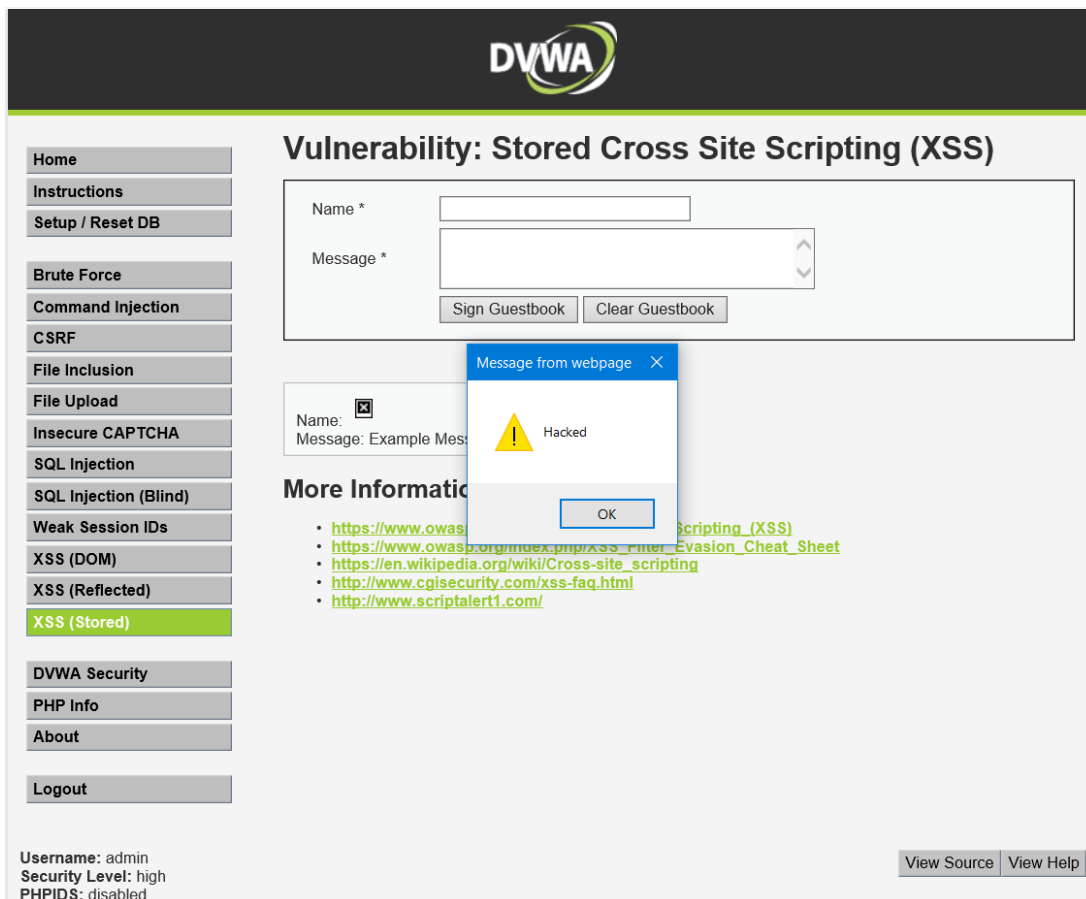 DVWA
Home
Instructions
Setup / Reset DB
Brute Force
Command Injection
CSRF
File Inclusion
File Upload
Insecure CAPTCHA
SQL Injection
SQL Injection (Blind)
Weak Session IDs
XSS (DOM)
XSS (Reflected)
XSS (Stored)
DVWA Security
PHP Info
About
Logout
Username: admin
Security Level: high
PHPIDS: disabled
Vulnerability: Stored Cross Site Scripting (XSS)
Name *
Message *
Sign Guestbook Clear Guestbook
Message from webpage
Hacked
OK
Name:
Message: Example Mes
More Informatio
https://www.owas Scripting_(XSS)
https://www.owasp.org/index.php/XSS_Filter_Evasion_Cheat_Sheet
https://en.wikipedia.org/wiki/Cross-site_scripting
http://www.cgisecurity.com/xss-faq.html
http://www.scriptalert1.com/
View Source View Help